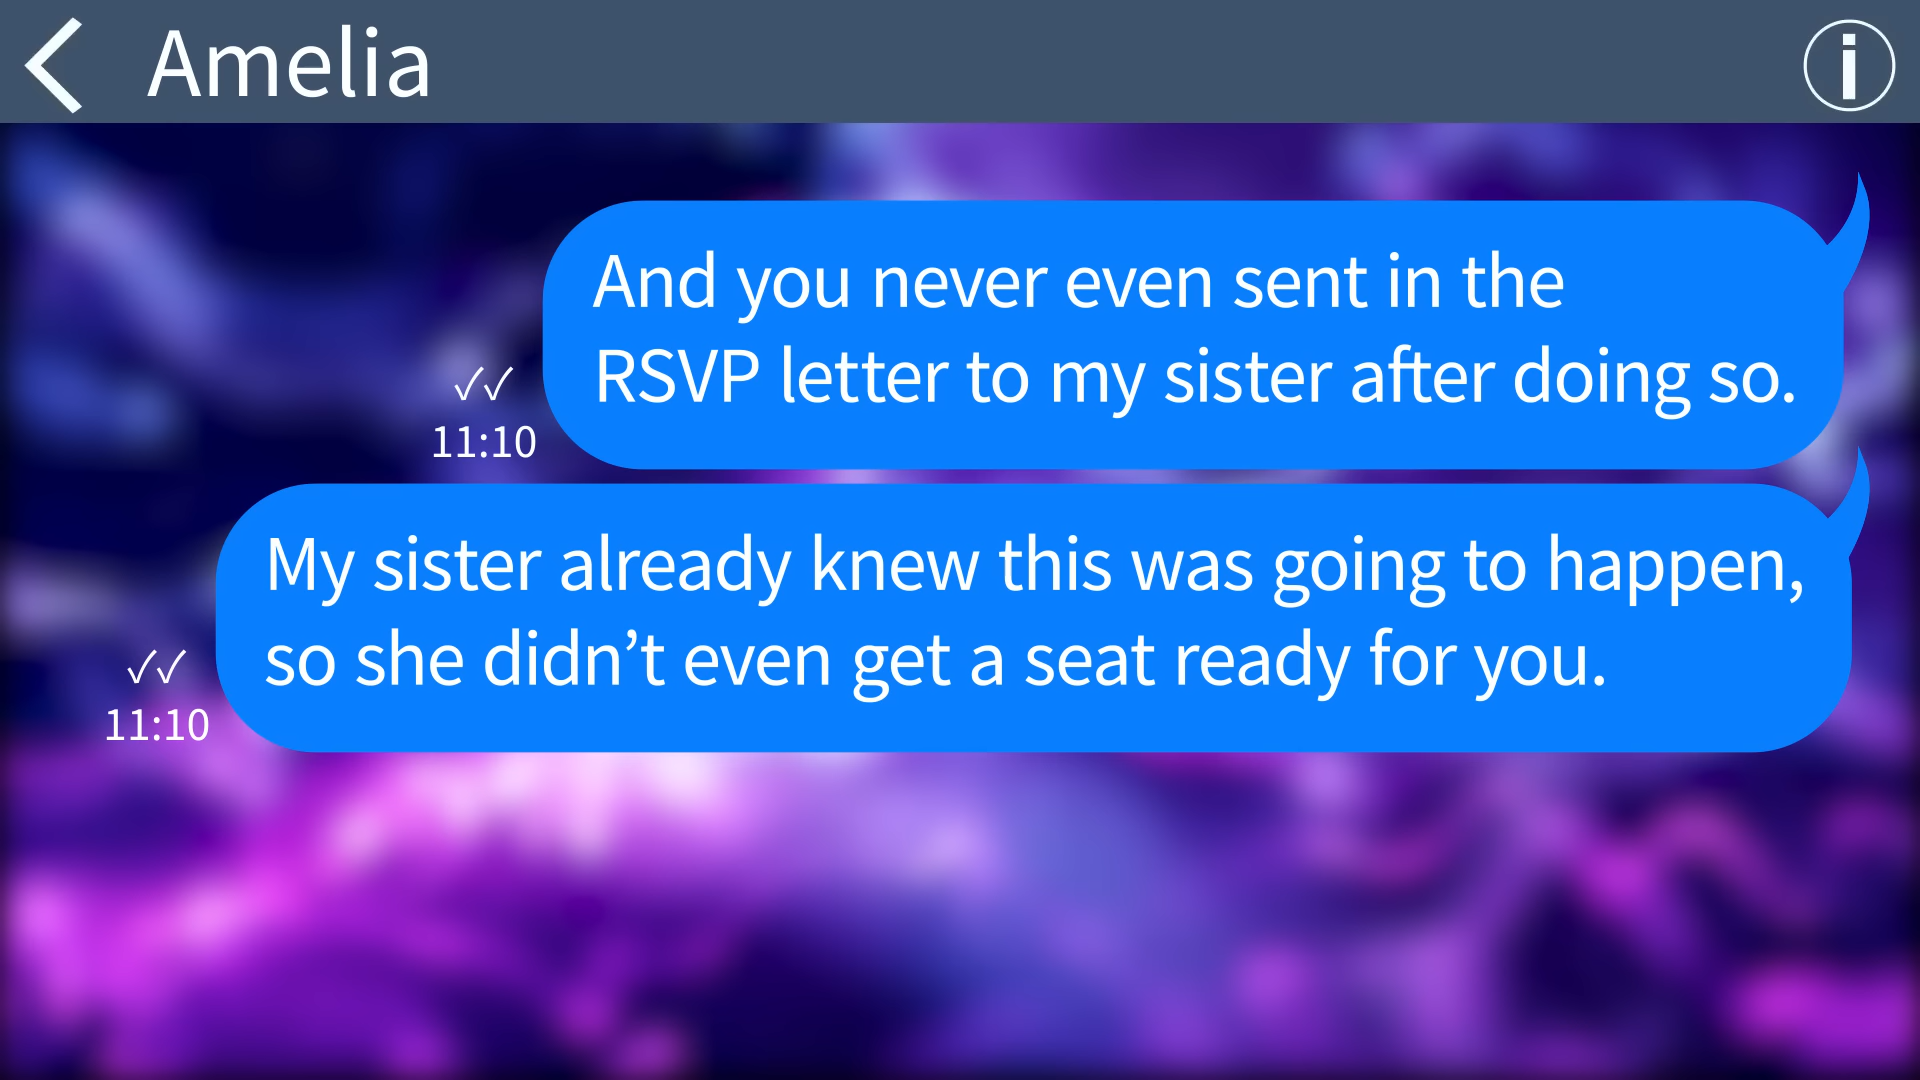 Amelia
And you never even sent in the
RSVP letter to my sister after doing so.
✓✓
11:10
My sister already knew this was going to happen,
so she didn’t even get a seat ready for you.
✓✓
11:10